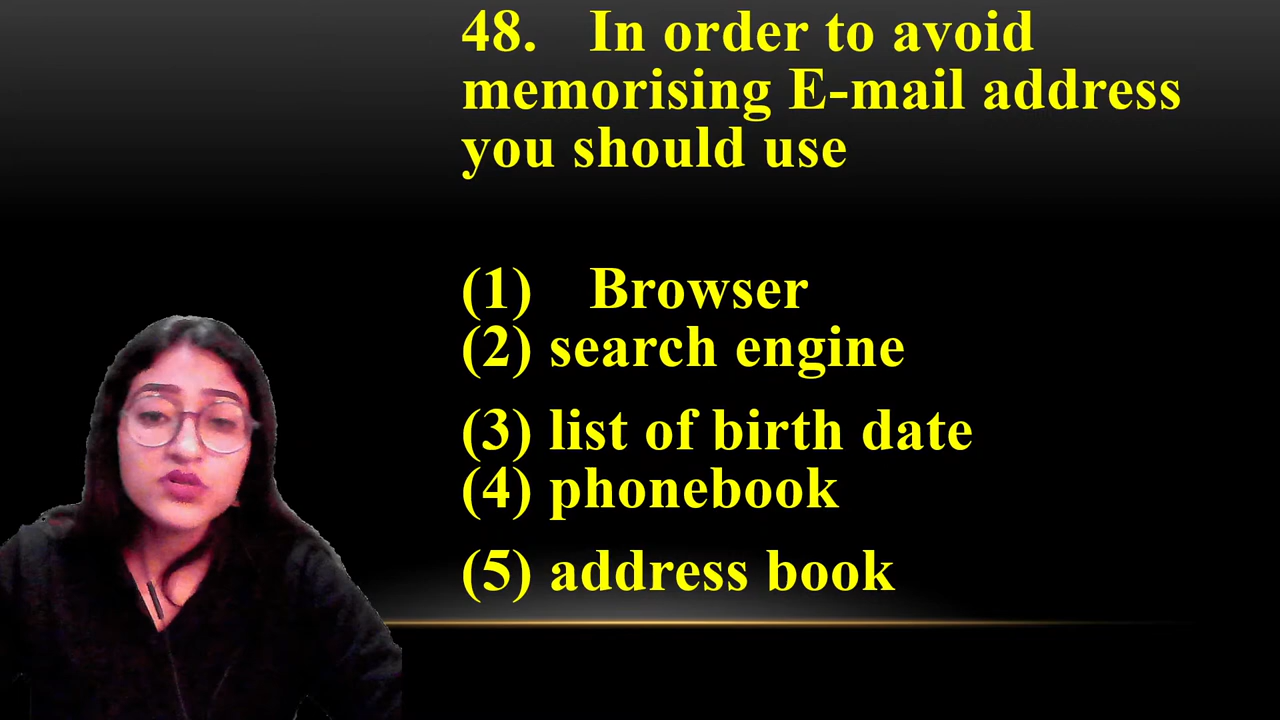 48. In order to avoid
memorising E-mail address
you should use
(1) Browser
(2) search engine
(3) list of birth date
(4) phonebook
(5) address book